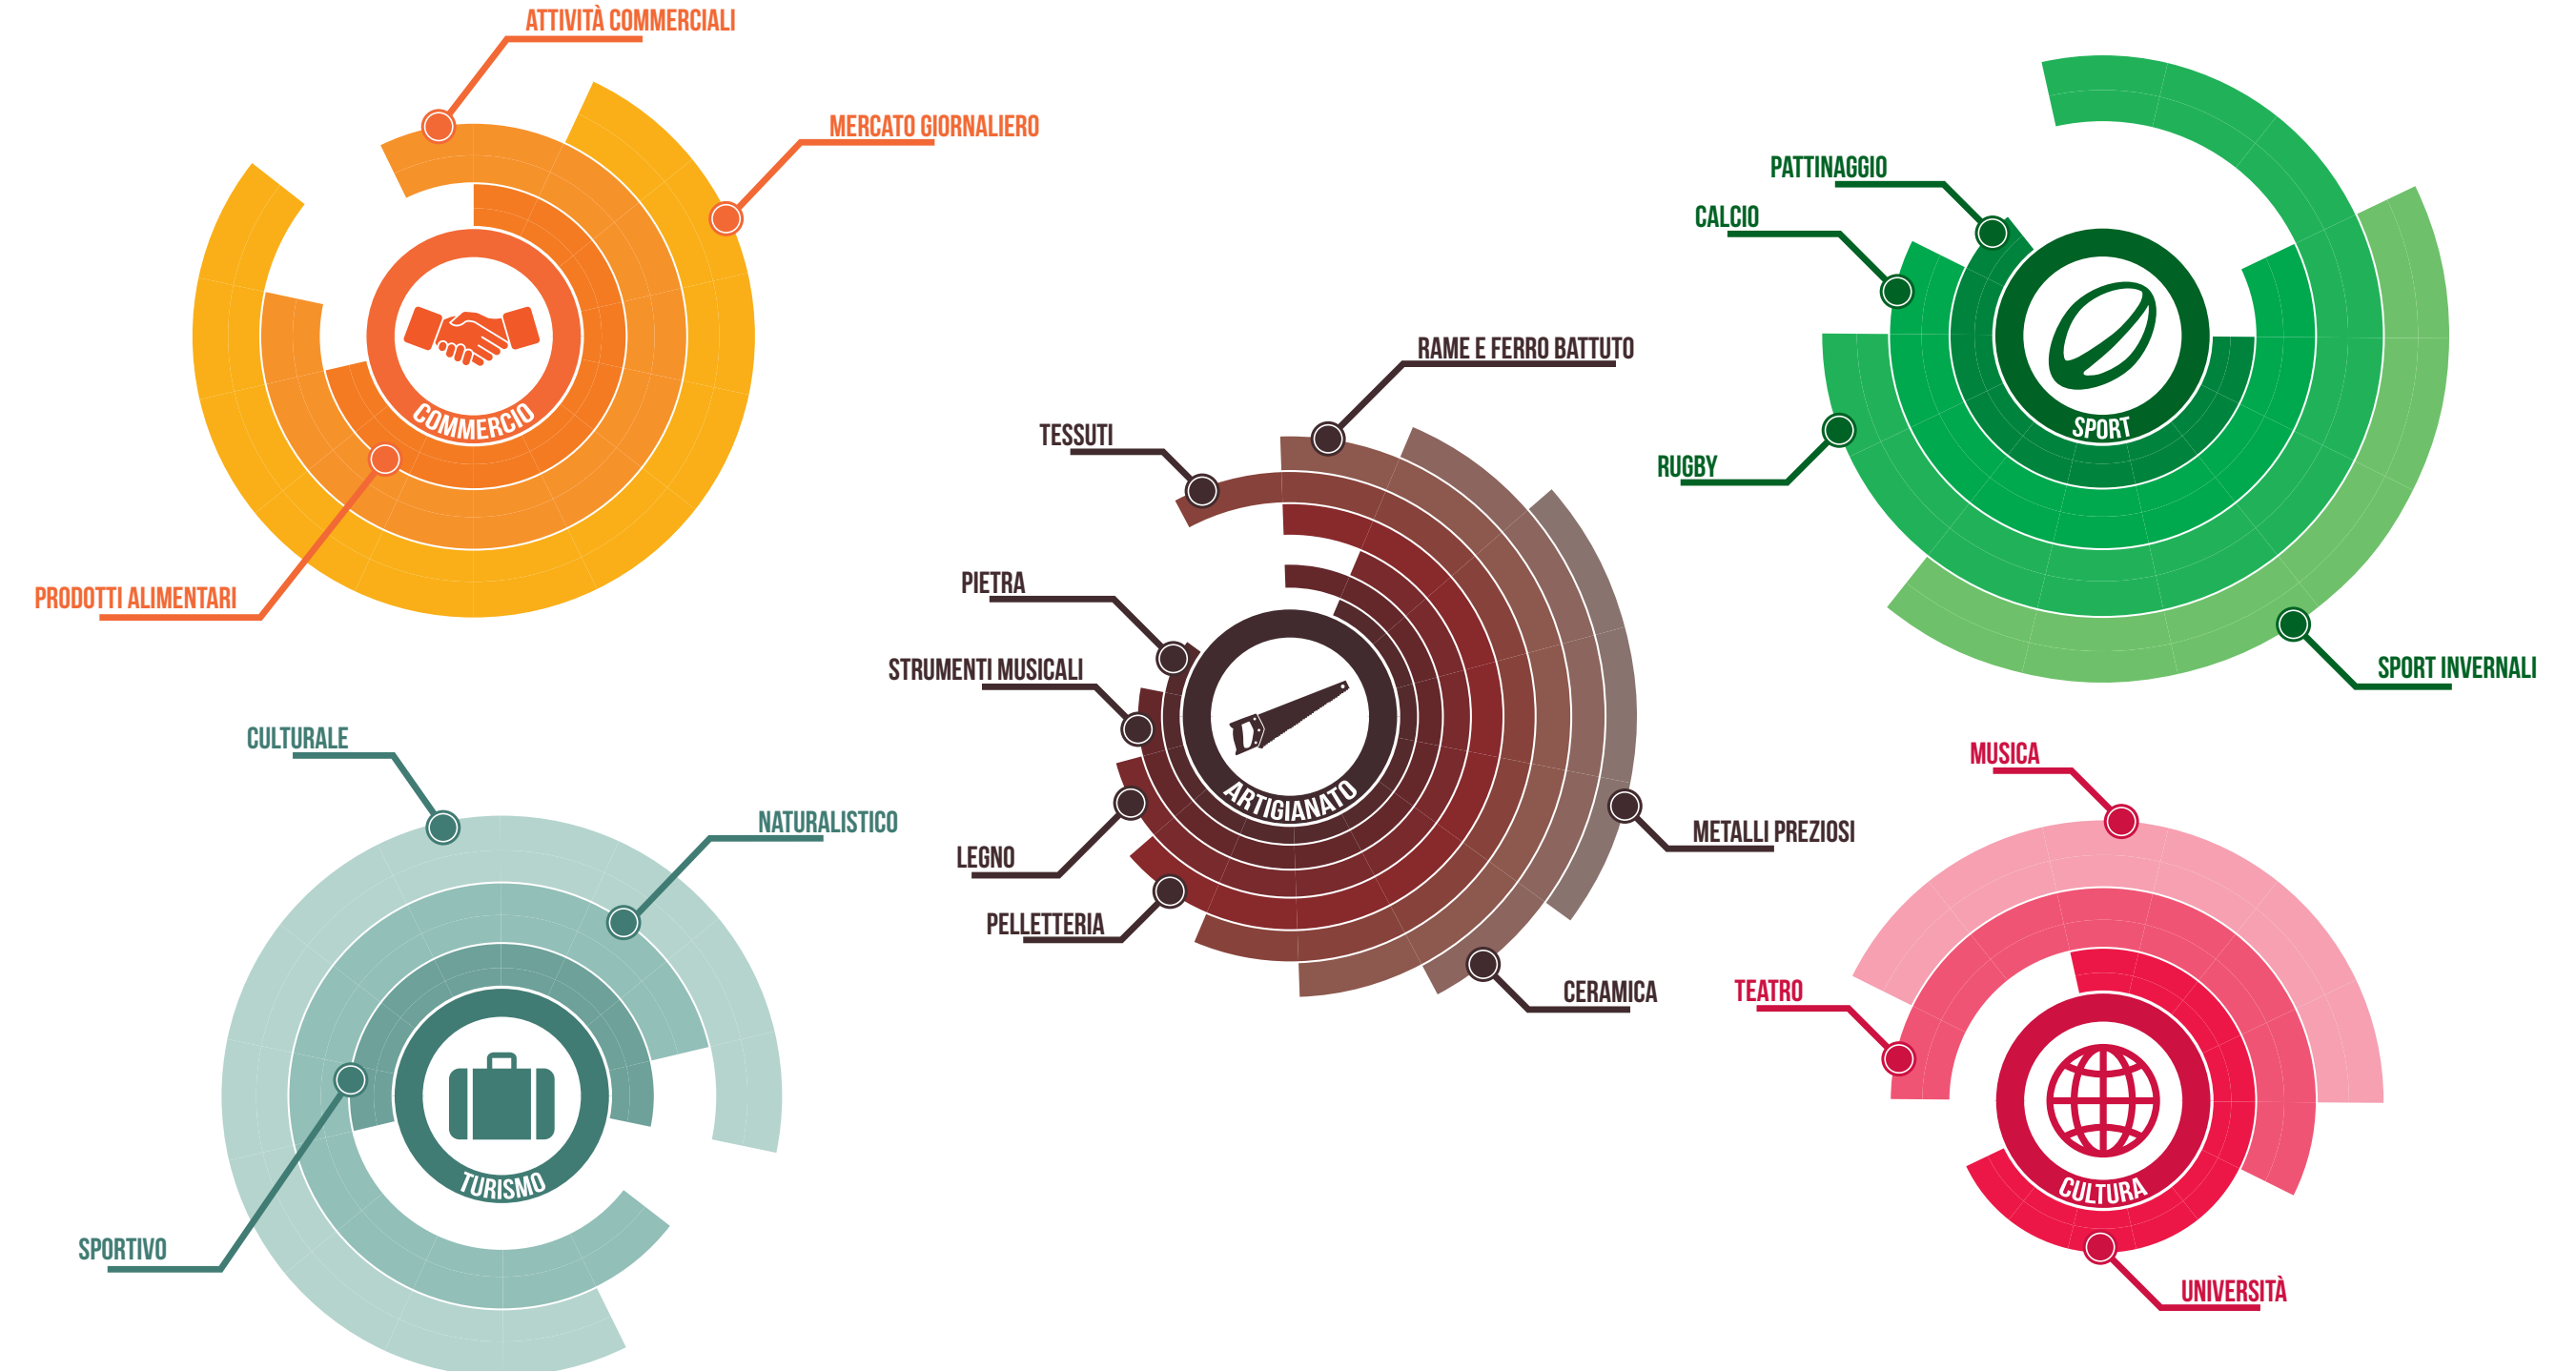 ATTIVITÀ COMMERCIALI
MERCATO GIORNALIERO
COMMERCIO
PRODOTTI ALIMENTARI
PATTINAGGIO
CALCIO
RUGBY
SPORT
SPORT INVERNALI
RAME E FERRO BATTUTO
TESSUTI
PIETRA
STRUMENTI MUSICALI
LEGNO
PELLETTERIA
ARTIGIANATO
METALLI PREZIOSI
CERAMICA
CULTURALE
NATURALISTICO
TURISMO
SPORTIVO
MUSICA
TEATRO
CULTURA
UNIVERSITÀ